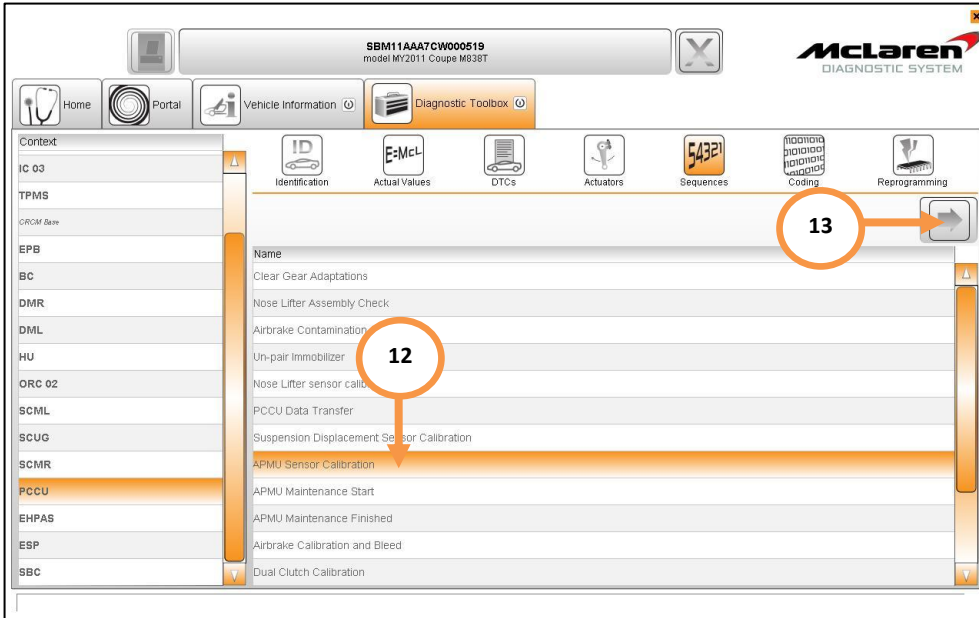 SBM11AAA7CW000519
model MY2011 Coupe M838T
McLaren
DIAGNOSTIC SYSTEM
Home
Portal
Vehicle Information
Diagnostic Toolbox
Context
IC 03
TPMS
ORCM Base
EPB
BC
DMR
DML
HU
ORC 02
SCML
SCUG
SCMR
PCCU
EHPAS
ESP
SBC
ID
Identification
E=McL
Actual Values
DTCs
Actuators
54321
Sequences
Coding
Reprogramming
13
Name
Clear Gear Adaptations
Nose Lifter Assembly Check
Airbrake Contamination
Un-pair Immobilizer
12
Nose Lifter sensor
PCCU Data Transfer
Suspension Displacement Sensor Calibration
APMU Sensor Calibration
APMU Maintenance Start
APMU Maintenance Finished
Airbrake Calibration and Bleed
Dual Clutch Calibration